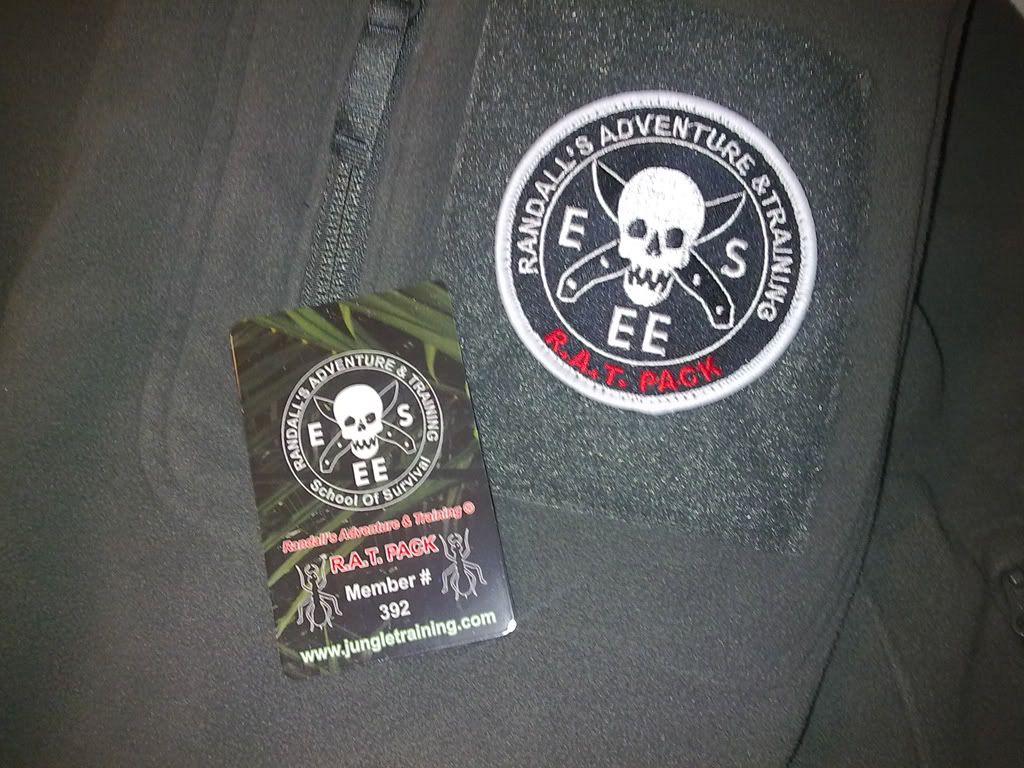 RANDALL'S ADVENTURE & TRAINING
E S
EE
R.A.T. PACK
RANDALL'S ADVENTURE & TRAINING
E S
EE
School Of Survival
Randall's Adventure & Training ®
R.A.T. PACK
Member #
392
www.jungletraining.com